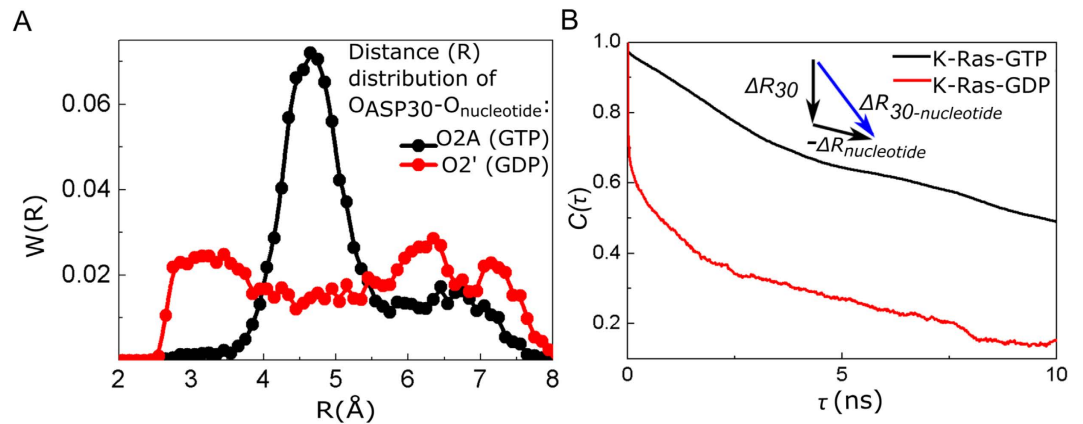 A
Distance (R)
distribution of
OASP30-Onucleotide:
O2A (GTP)
O2' (GDP)
0.06
0.04
0.02
W(R)
2 3 4 5 6 7 8
R(Å)
B
K-Ras-GTP
K-Ras-GDP
ΔR30
ΔR30-nucleotide
-ΔRnucleotide
1.0
0.8
0.6
0.4
0.2
C(τ)
0 5 10
τ (ns)